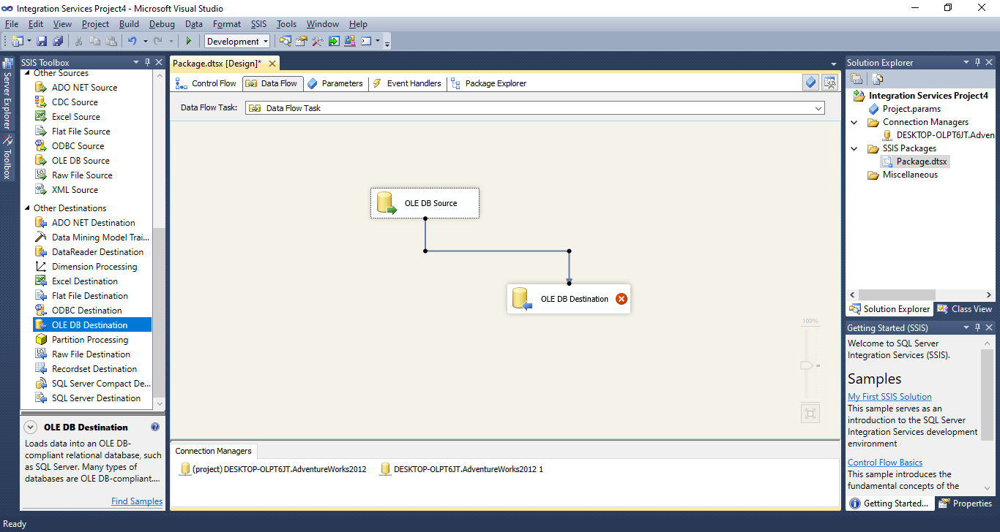 Integration Services Project4 - Microsoft Visual Studio
File Edit View Project Build Debug Data Format SSIS Tools Window Help
Development
Server Explorer
Toolbox
SSIS Toolbox
Other Sources
ADO NET Source
CDC Source
Excel Source
Flat File Source
ODBC Source
OLE DB Source
Raw File Source
XML Source
Other Destinations
ADO NET Destination
Data Mining Model Trai...
DataReader Destination
Dimension Processing
Excel Destination
Flat File Destination
ODBC Destination
OLE DB Destination
Partition Processing
Raw File Destination
Recordset Destination
SQL Server Compact De...
SQL Server Destination
OLE DB Destination
Loads data into an OLE DB-
compliant relational database, such
as SQL Server. Many types of
databases are OLE DB-compliant....
Find Samples
Package.dtsx [Design]*
Control Flow Data Flow Parameters Event Handlers Package Explorer
Data Flow Task: Data Flow Task
OLE DB Source
OLE DB Destination
100%
Connection Managers
(project) DESKTOP-OLPT6JT.AdventureWorks2012 DESKTOP-OLPT6JT.AdventureWorks2012 1
Solution Explorer
Integration Services Project4
Project.params
Connection Managers
DESKTOP-OLPT6JT.Adven
SSIS Packages
Package.dtsx
Miscellaneous
Solution Explorer Class View
Getting Started (SSIS)
Welcome to SQL Server
Integration Services (SSIS).
Samples
My First SSIS Solution
This sample serves as an
introduction to the SQL Server
Integration Services development
environment
Control Flow Basics
This sample introduces the
fundamental concepts of the
Getting Started... Properties
Ready